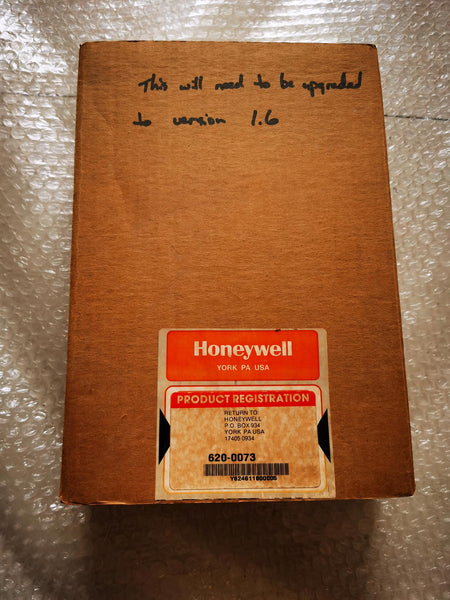 This will need to be upgraded
to version 1.6
Honeywell
YORK PA USA
PRODUCT REGISTRATION
RETURN TO:
HONEYWELL
P.O. BOX 934
YORK PA USA
17405 0934
620-0073
Y624611800005